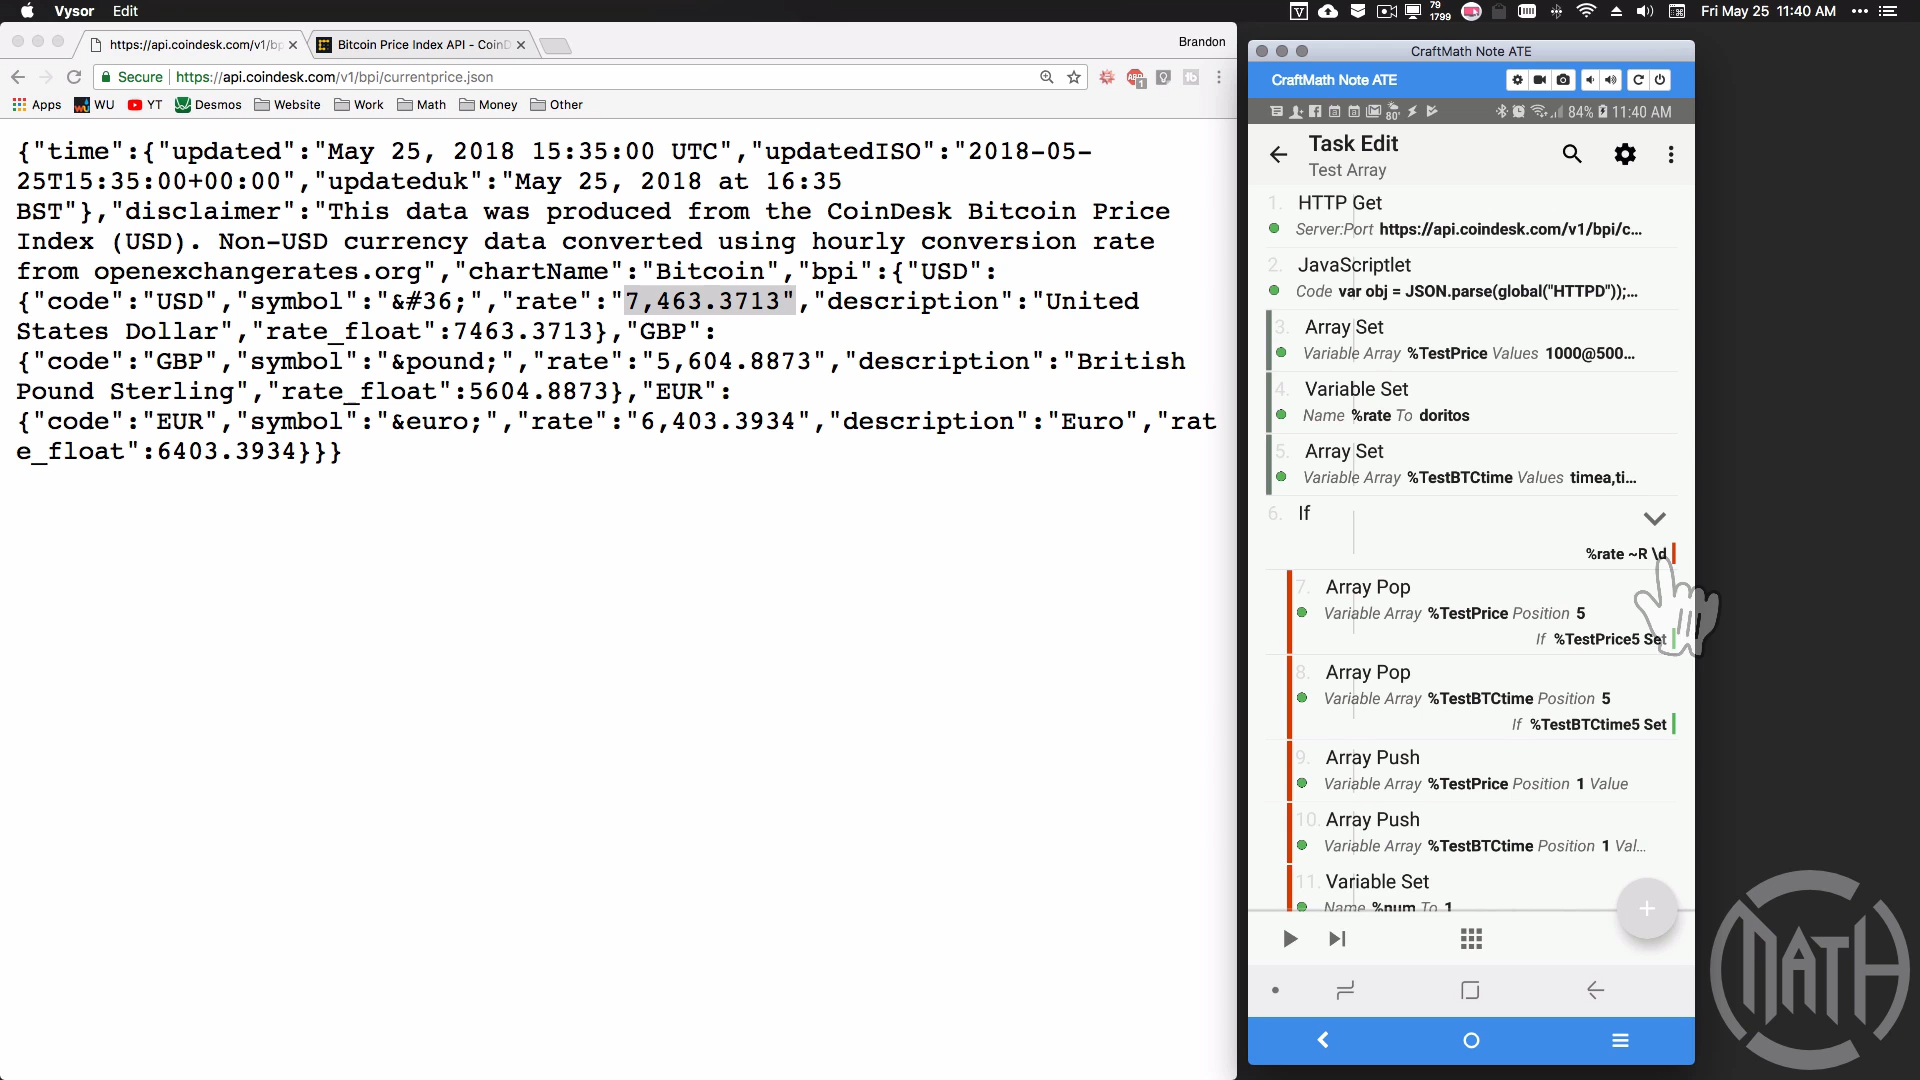 Vysor Edit
79
1799
Fri May 25 11:40 AM
https://api.coindesk.com/v1/bp
Bitcoin Price Index API - CoinD
Brandon
Secure https://api.coindesk.com/v1/bpi/currentprice.json
ABP
1
tb
Apps WU YT Desmos Website Work Math Money Other
{"time":{"updated":"May 25, 2018 15:35:00 UTC","updatedISO":"2018-05-
25T15:35:00+00:00","updateduk":"May 25, 2018 at 16:35
BST"},"disclaimer":"This data was produced from the CoinDesk Bitcoin Price
Index (USD). Non-USD currency data converted using hourly conversion rate
from openexchangerates.org","chartName":"Bitcoin","bpi":{"USD":
{"code":"USD","symbol":"&#36;","rate":"7,463.3713","description":"United
States Dollar","rate_float":7463.3713},"GBP":
{"code":"GBP","symbol":"&pound;","rate":"5,604.8873","description":"British
Pound Sterling","rate_float":5604.8873},"EUR":
{"code":"EUR","symbol":"&euro;","rate":"6,403.3934","description":"Euro","rat
e_float":6403.3934}}}
CraftMath Note ATE
CraftMath Note ATE
80° 84% 11:40 AM
Task Edit
Test Array
1. HTTP Get
Server:Port https://api.coindesk.com/v1/bpi/c...
2. JavaScriptlet
Code var obj = JSON.parse(global("HTTPD"));...
3. Array Set
Variable Array %TestPrice Values 1000@500...
4. Variable Set
Name %rate To doritos
5. Array Set
Variable Array %TestBTCtime Values timea,ti...
6. If
%rate ~R \d
7. Array Pop
Variable Array %TestPrice Position 5
If %TestPrice5 Set
8. Array Pop
Variable Array %TestBTCtime Position 5
If %TestBTCtime5 Set
9. Array Push
Variable Array %TestPrice Position 1 Value
10. Array Push
Variable Array %TestBTCtime Position 1 Val...
11. Variable Set
Name %num To 1
MATH